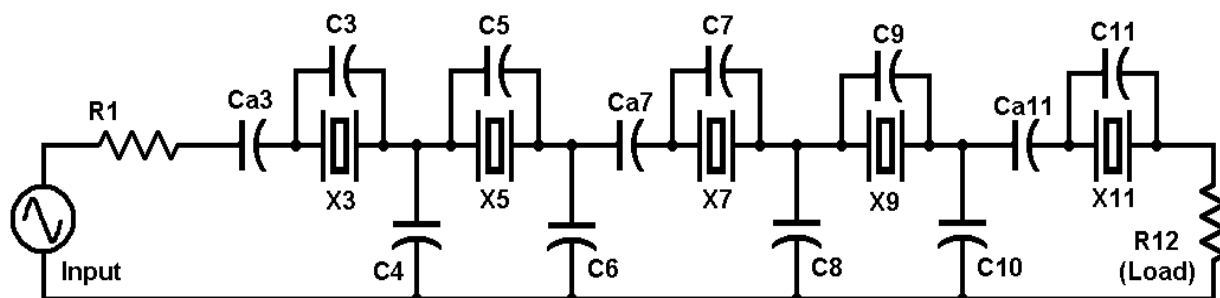 C3 C5 C7 C9 C11
R1 Ca3 Ca7 Ca11
X3 X5 X7 X9 X11
Input C4 C6 C8 C10 R12
(Load)